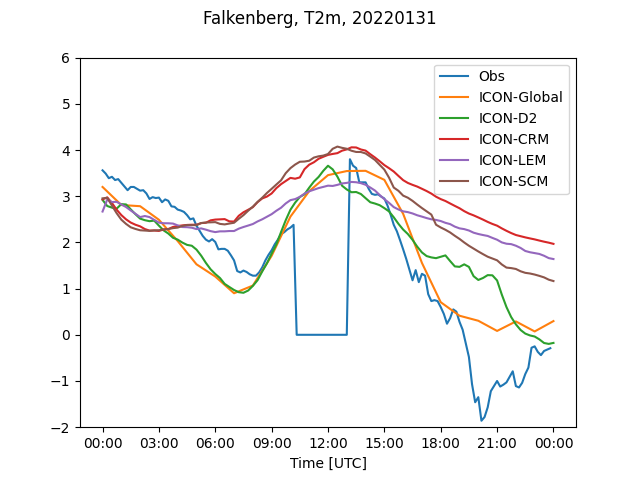 Falkenberg, T2m, 20220131
6
5
4
3
2
1
0
−1
−2
Obs
ICON-Global
ICON-D2
ICON-CRM
ICON-LEM
ICON-SCM
00:00 03:00 06:00 09:00 12:00 15:00 18:00 21:00 00:00
Time [UTC]